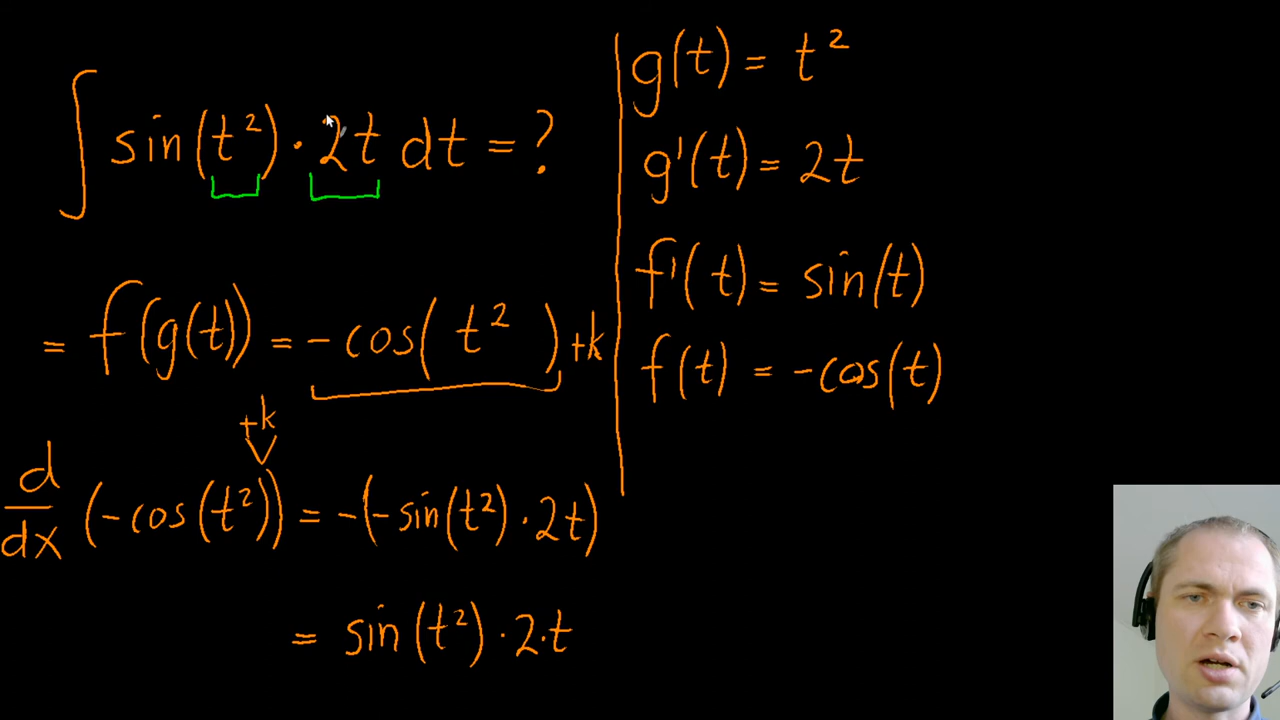 ∫ sin(t²) · 2t dt = ?
= f(g(t)) = -cos( t² ) +k
+k
d/dx (-cos(t²)) = -(-sin(t²) · 2t)
= sin(t²) · 2·t
g(t) = t²
g'(t) = 2t
f'(t) = sin(t)
f(t) = -cos(t)